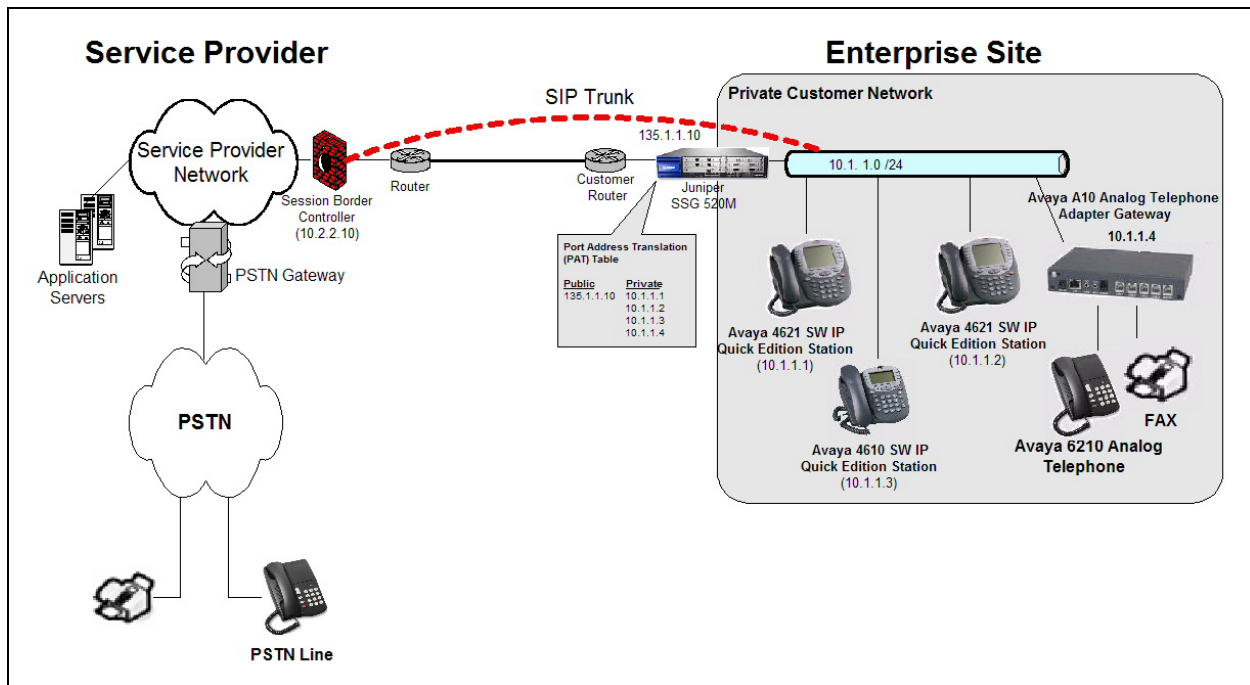 Service Provider
Enterprise Site
SIP Trunk
Private Customer Network
135.1.1.10
Service Provider
Network
Router
Customer
Router
Juniper
SSG 520M
10.1. 1.0 /24
Session Border
Controller
(10.2.2.10)
Avaya A10 Analog Telephone
Adapter Gateway
10.1.1.4
Application
Servers
PSTN Gateway
Port Address Translation
(PAT) Table
Public Private
135.1.1.10 10.1.1.1
10.1.1.2
10.1.1.3
10.1.1.4
Avaya 4621 SW IP
Quick Edition Station
(10.1.1.1)
Avaya 4621 SW IP
Quick Edition Station
(10.1.1.2)
Avaya 4610 SW IP
Quick Edition Station
(10.1.1.3)
FAX
Avaya 6210 Analog
Telephone
PSTN
PSTN Line